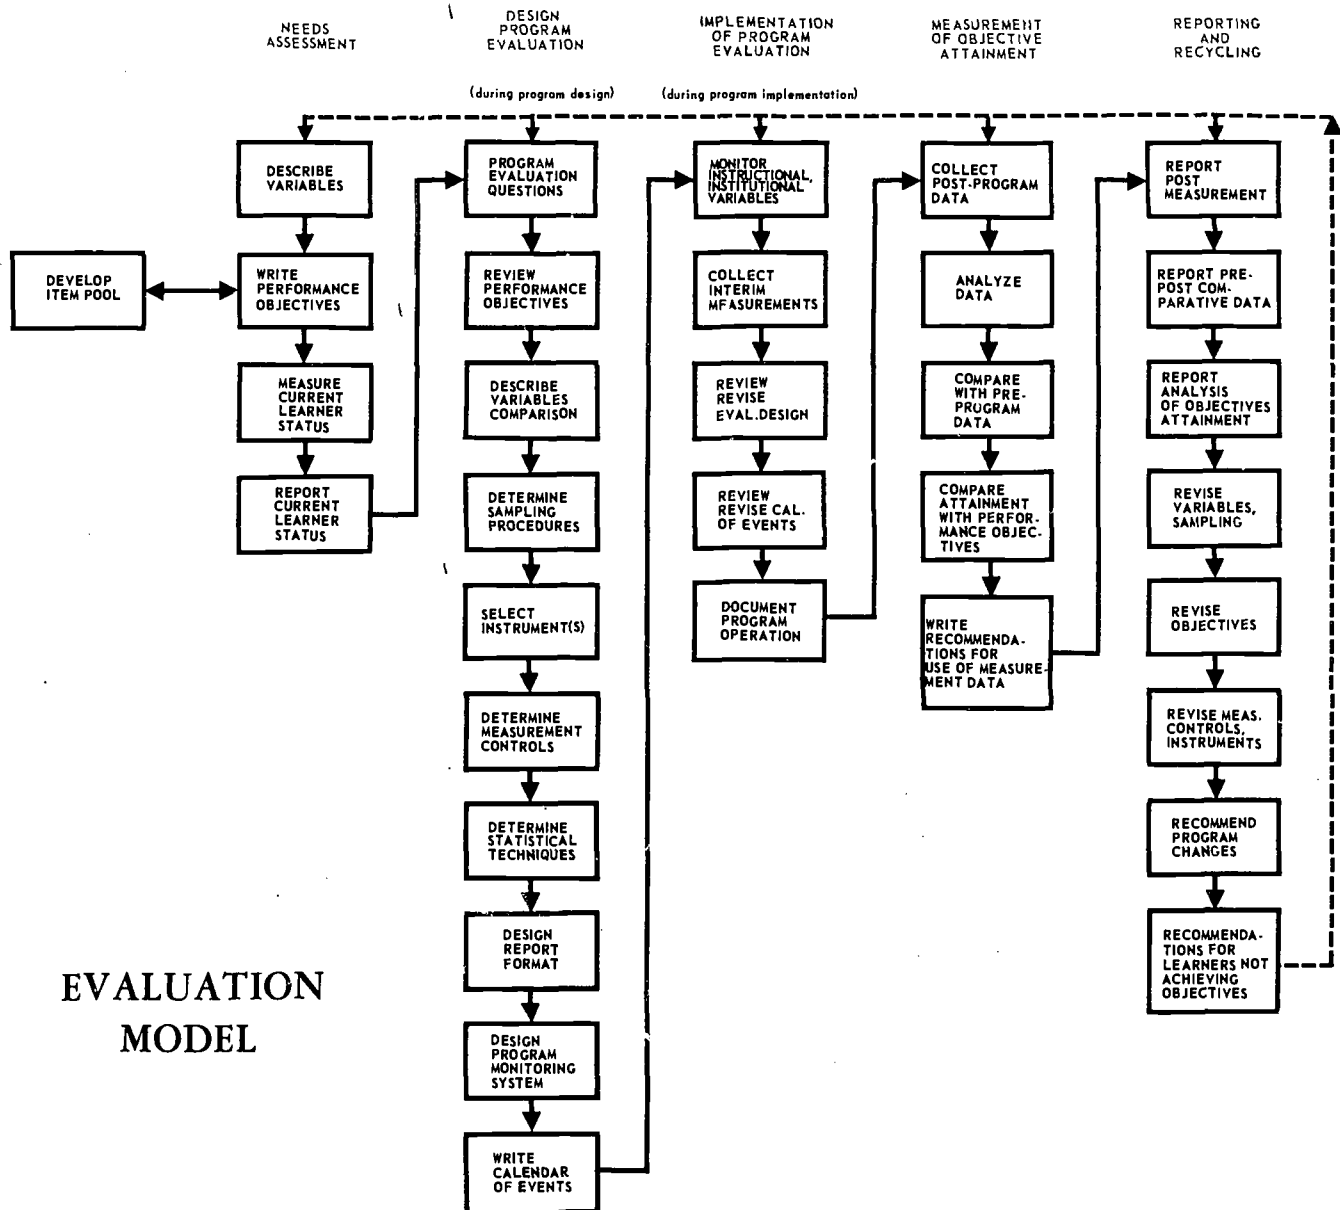 NEEDS
ASSESSMENT
DESIGN
PROGRAM
EVALUATION
(during program design)
IMPLEMENTATION
OF PROGRAM
EVALUATION
(during program implementation)
MEASUREMENT
OF OBJECTIVE
ATTAINMENT
REPORTING
AND
RECYCLING
DEVELOP
ITEM POOL
DESCRIBE
VARIABLES
WRITE
PERFORMANCE
OBJECTIVES
MEASURE
CURRENT
LEARNER
STATUS
REPORT
CURRENT
LEARNER
STATUS
PROGRAM
EVALUATION
QUESTIONS
REVIEW
PERFORMANCE
OBJECTIVES
DESCRIBE
VARIABLES
COMPARISON
DETERMINE
SAMPLING
PROCEDURES
SELECT
INSTRUMENT(S)
DETERMINE
MEASUREMENT
CONTROLS
DETERMINE
STATISTICAL
TECHNIQUES
DESIGN
REPORT
FORMAT
DESIGN
PROGRAM
MONITORING
SYSTEM
WRITE
CALENDAR
OF EVENTS
MONITOR
INSTRUCTIONAL,
INSTITUTIONAL
VARIABLES
COLLECT
INTERIM
MEASUREMENTS
REVIEW
REVISE
EVAL.DESIGN
REVIEW
REVISE CAL.
OF EVENTS
DOCUMENT
PROGRAM
OPERATION
COLLECT
POST-PROGRAM
DATA
ANALYZE
DATA
COMPARE
WITH PRE-
PROGRAM
DATA
COMPARE
ATTAINMENT
WITH PERFOR-
MANCE OBJEC-
TIVES
WRITE
RECOMMENDA-
TIONS FOR
USE OF MEASURE-
MENT DATA
REPORT
POST
MEASUREMENT
REPORT PRE-
POST COM-
PARATIVE DATA
REPORT
ANALYSIS
OF OBJECTIVES
ATTAINMENT
REVISE
VARIABLES,
SAMPLING
REVISE
OBJECTIVES
REVISE MEAS.
CONTROLS,
INSTRUMENTS
RECOMMEND
PROGRAM
CHANGES
RECOMMENDA-
TIONS FOR
LEARNERS NOT
ACHIEVING
OBJECTIVES
EVALUATION
MODEL